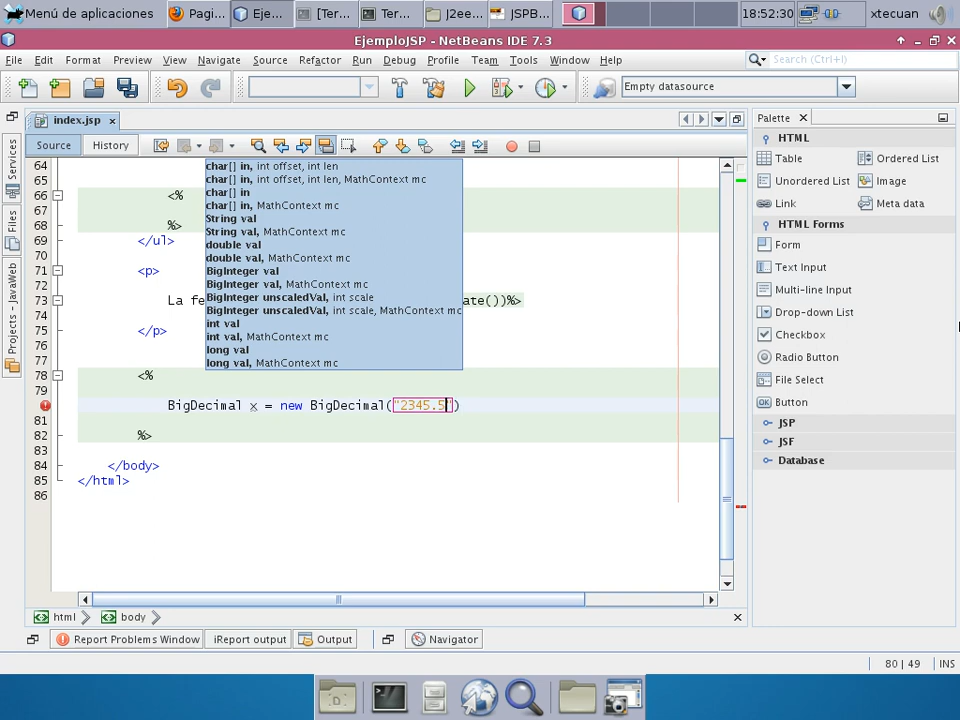 Menú de aplicaciones
Pagi...
Eje...
[Ter...
Ter...
J2ee...
JSPB...
18:52:30
xtecuan
EjemploJSP - NetBeans IDE 7.3
File Edit Format Preview View Navigate Source Refactor Run Debug Profile Team Tools Window Help
Search (Ctrl+I)
Empty datasource
index.jsp
Source
History
Services
Files
Projects - JavaWeb
char[] in, int offset, int len
char[] in, int offset, int len, MathContext mc
char[] in
char[] in, MathContext mc
String val
String val, MathContext mc
double val
double val, MathContext mc
BigInteger val
BigInteger val, MathContext mc
BigInteger unscaledVal, int scale
BigInteger unscaledVal, int scale, MathContext mc
int val
int val, MathContext mc
long val
long val, MathContext mc
64
65
66 <%
67
68 %>
69 </ul>
70
71 <p>
72
73 La fe ate())%>
74
75 </p>
76
77
78 <%
79
BigDecimal x = new BigDecimal("2345.5")
81
82 %>
83
84 </body>
85 </html>
86
Palette
HTML
Table
Ordered List
Unordered List
Image
Link
Meta data
HTML Forms
Form
Text Input
Multi-line Input
Drop-down List
Checkbox
Radio Button
File Select
Button
JSP
JSF
Database
html
body
Report Problems Window
iReport output
Output
Navigator
80 | 49
INS